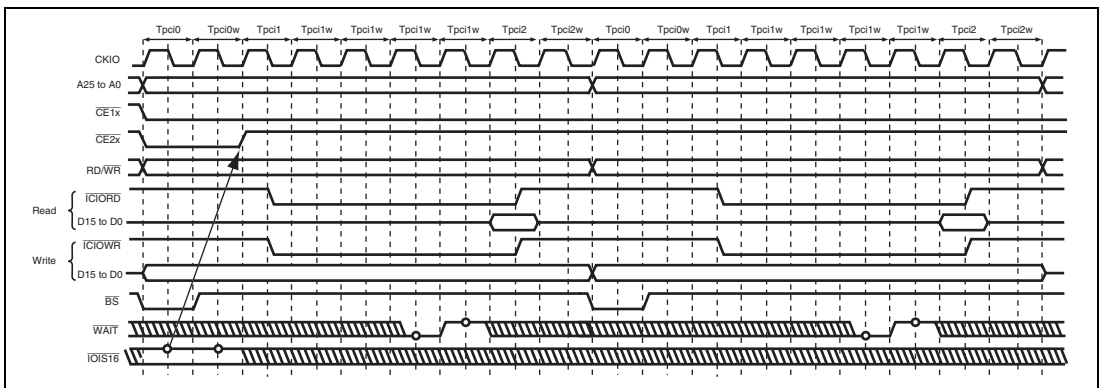 Tpci0 Tpci0w Tpci1 Tpci1w Tpci1w Tpci1w Tpci1w Tpci2 Tpci2w Tpci0 Tpci0w Tpci1 Tpci1w Tpci1w Tpci1w Tpci1w Tpci2 Tpci2w
CKIO
A25 to A0
CE1x
CE2x
RD/WR
Read
ICIORD
D15 to D0
Write
ICIOWR
D15 to D0
BS
WAIT
IOIS16